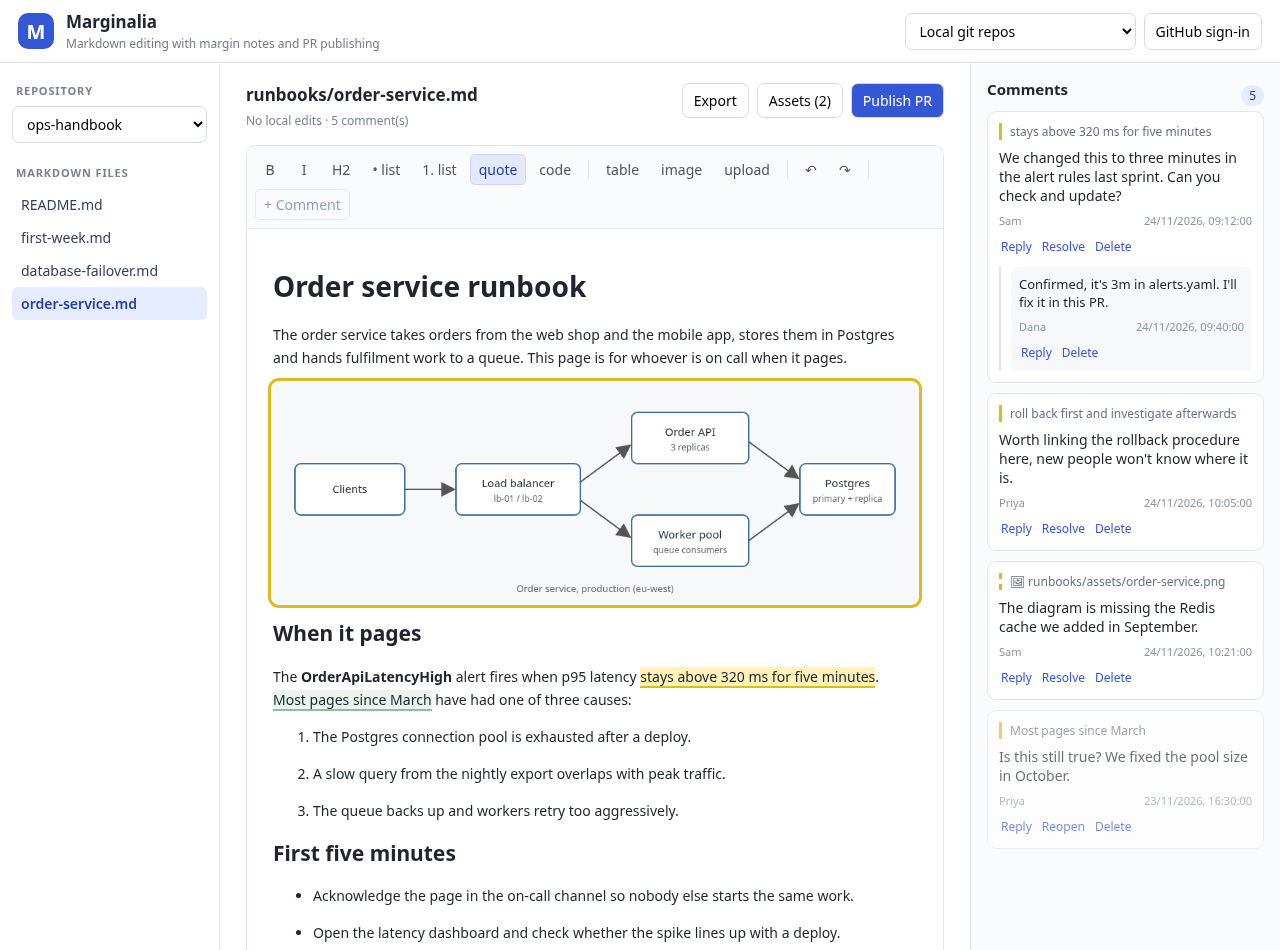 M
Marginalia
Markdown editing with margin notes and PR publishing
Local git repos
GitHub sign-in
REPOSITORY
ops-handbook
MARKDOWN FILES
README.md
first-week.md
database-failover.md
order-service.md
runbooks/order-service.md
No local edits · 5 comment(s)
Export
Assets (2)
Publish PR
B
I
H2
• list
1. list
quote
code
table
image
upload
↶
↷
+ Comment
Order service runbook
The order service takes orders from the web shop and the mobile app, stores them in Postgres
and hands fulfilment work to a queue. This page is for whoever is on call when it pages.
Clients
Load balancer
lb-01 / lb-02
Order API
3 replicas
Worker pool
queue consumers
Postgres
primary + replica
Order service, production (eu-west)
When it pages
The OrderApiLatencyHigh alert fires when p95 latency stays above 320 ms for five minutes.
Most pages since March have had one of three causes:
1. The Postgres connection pool is exhausted after a deploy.
2. A slow query from the nightly export overlaps with peak traffic.
3. The queue backs up and workers retry too aggressively.
First five minutes
• Acknowledge the page in the on-call channel so nobody else starts the same work.
• Open the latency dashboard and check whether the spike lines up with a deploy.
Comments
5
stays above 320 ms for five minutes
We changed this to three minutes in
the alert rules last sprint. Can you
check and update?
Sam 24/11/2026, 09:12:00
Reply Resolve Delete
Confirmed, it's 3m in alerts.yaml. I'll
fix it in this PR.
Dana 24/11/2026, 09:40:00
Reply Delete
roll back first and investigate afterwards
Worth linking the rollback procedure
here, new people won't know where it
is.
Priya 24/11/2026, 10:05:00
Reply Resolve Delete
runbooks/assets/order-service.png
The diagram is missing the Redis
cache we added in September.
Sam 24/11/2026, 10:21:00
Reply Resolve Delete
Most pages since March
Is this still true? We fixed the pool size
in October.
Priya 23/11/2026, 16:30:00
Reply Reopen Delete